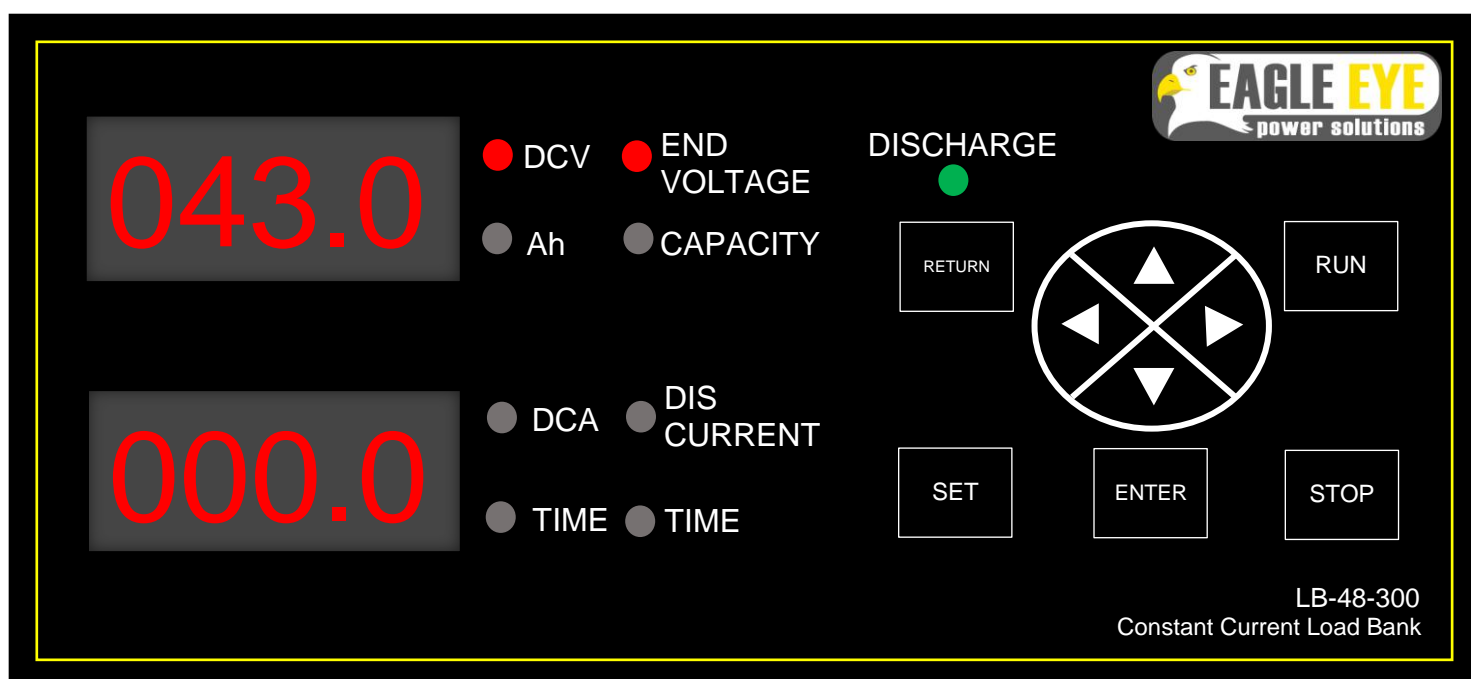 EAGLE EYE
power solutions
043.0
DCV
END
VOLTAGE
Ah
CAPACITY
DISCHARGE
RETURN
RUN
000.0
DCA
DIS
CURRENT
TIME
TIME
SET
ENTER
STOP
LB-48-300
Constant Current Load Bank